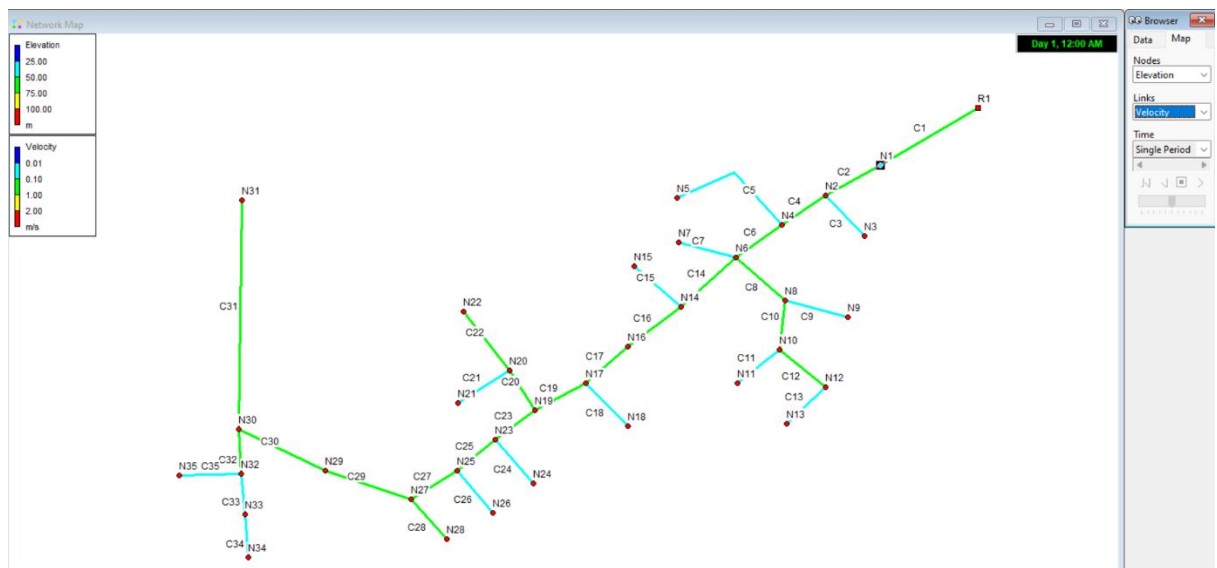 Network Map
Elevation
25.00
50.00
75.00
100.00
m
Velocity
0.01
0.10
1.00
2.00
m/s
Day 1, 12:00 AM
Browser
Data Map
Nodes
Elevation
Links
Velocity
Time
Single Period
R1
C1
N1
C2
N5 C5 N2
N31 C4 C3
N4 N3
N7 C7 C6
N15 N6
C15 C14 C8
N8
C31 N22 N14 C10 C9 N9
C22 C16
N16 N10
C17 C11 C12
N20 N17 N11 N12
C21 C20 C19 C13
N21 N19 C18 N18 N13
N30 C23
C30 N23
C32 C25
N35 C35 N32 N29 C27 N25 C24 N24
C29
C33 N27 C26
N33 C28 N26
C34 N34 N28